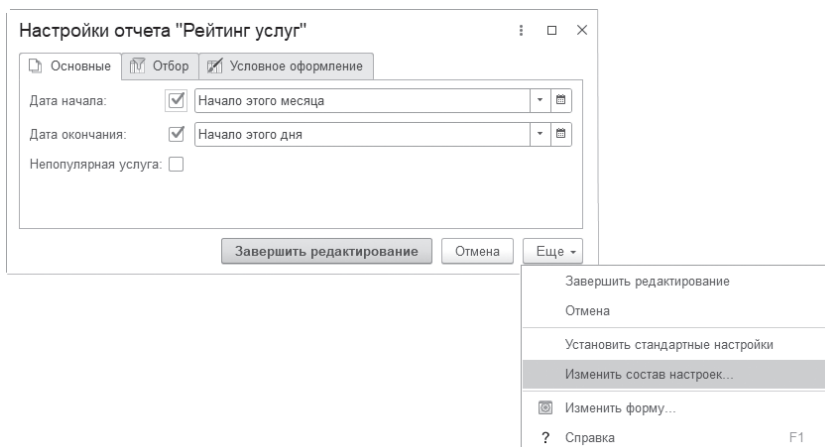 Настройки отчета "Рейтинг услуг"
Основные Отбор Условное оформление
Дата начала: Начало этого месяца
Дата окончания: Начало этого дня
Непопулярная услуга:
Завершить редактирование Отмена Еще
Завершить редактирование
Отмена
Установить стандартные настройки
Изменить состав настроек...
Изменить форму...
? Справка F1